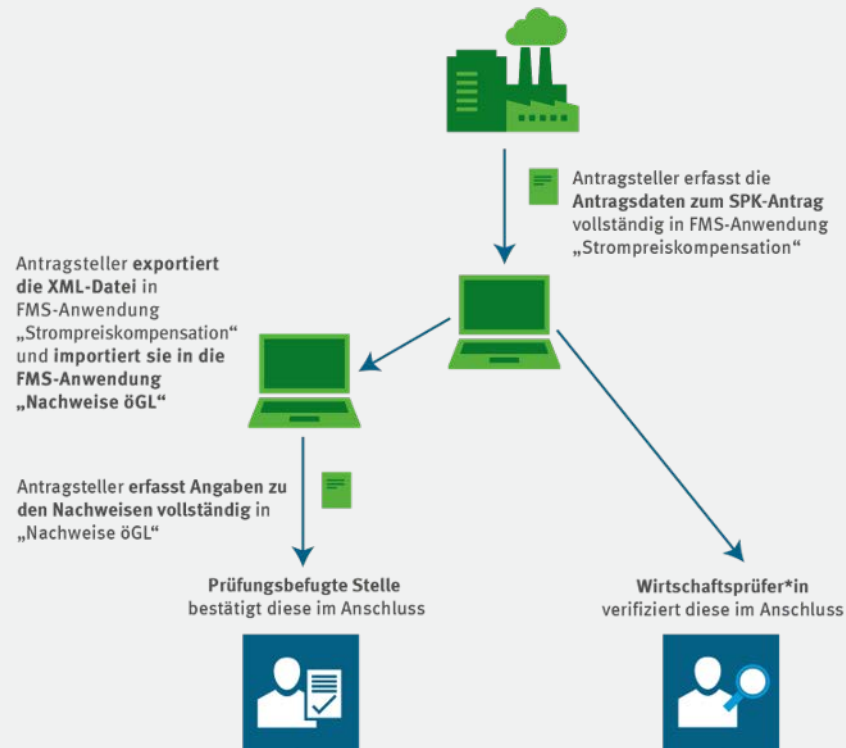 Antragsteller erfasst die
Antragsdaten zum SPK-Antrag
vollständig in FMS-Anwendung
„Strompreiskompensation“
Antragsteller exportiert
die XML-Datei in
FMS-Anwendung
„Strompreiskompensation“
und importiert sie in die
FMS-Anwendung
„Nachweise öGL“
Antragsteller erfasst Angaben zu
den Nachweisen vollständig in
„Nachweise öGL“
Prüfungsbefugte Stelle
bestätigt diese im Anschluss
Wirtschaftsprüfer*in
verifiziert diese im Anschluss